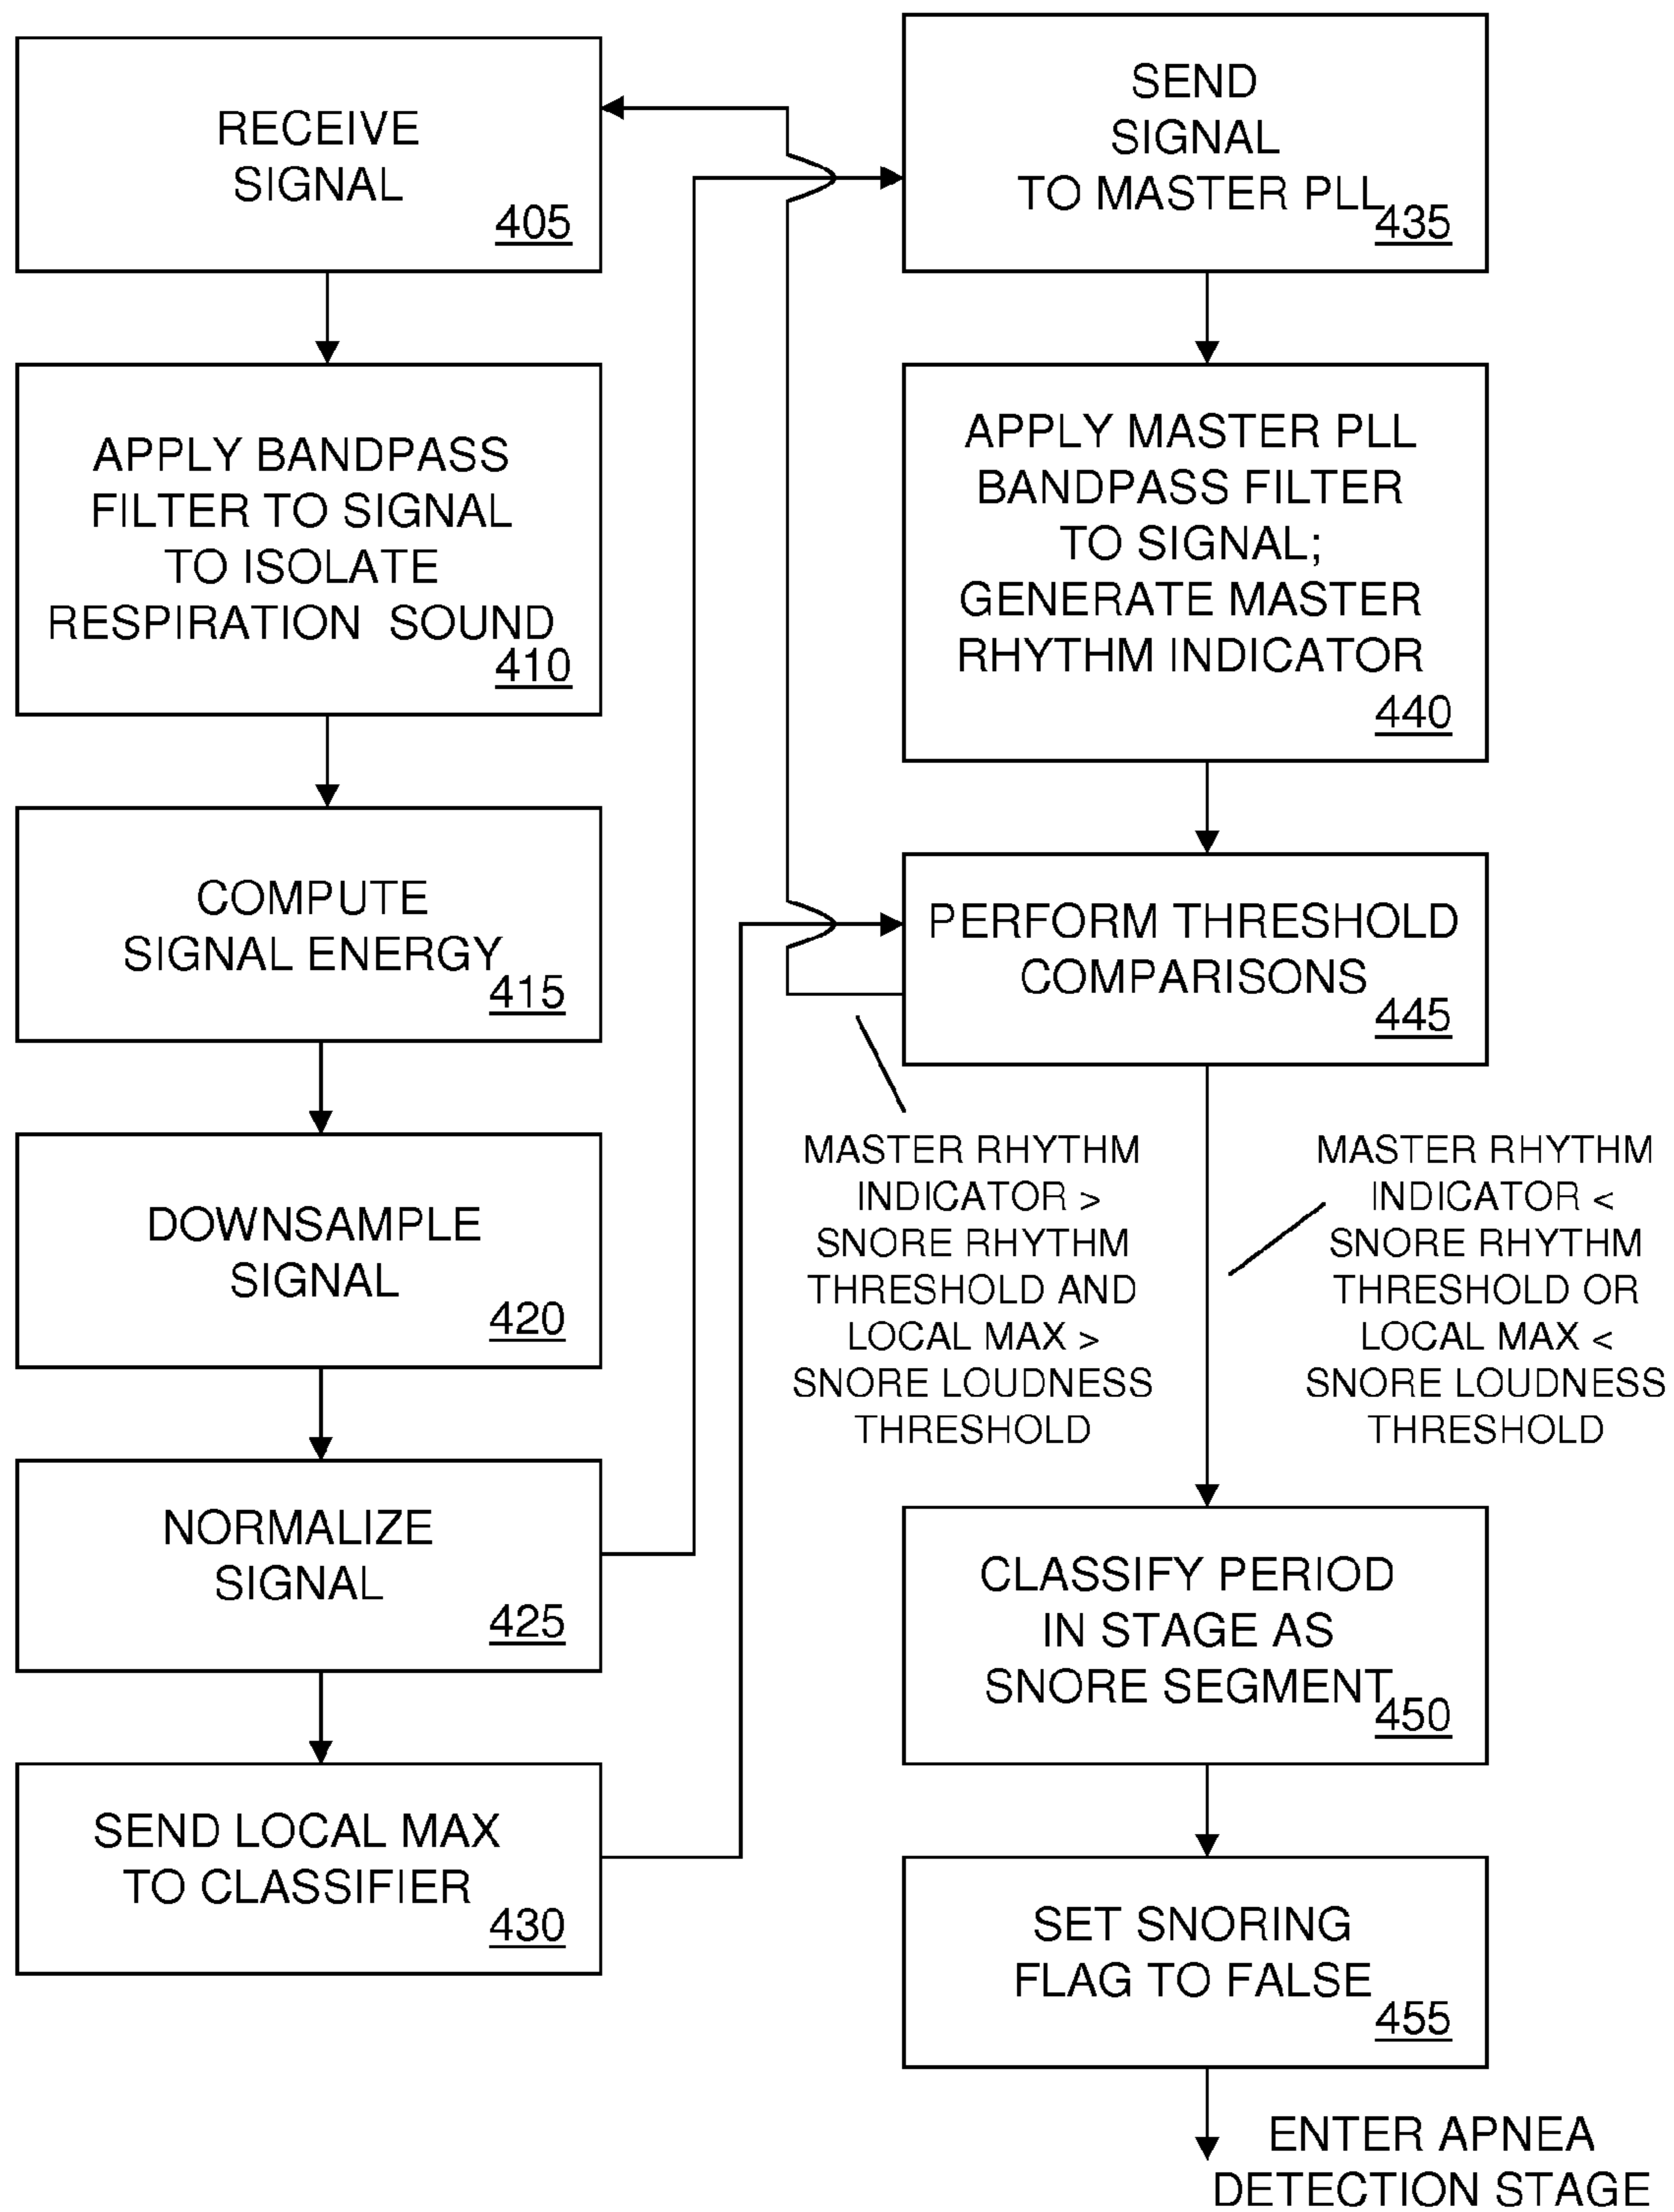 RECEIVE
SIGNAL
405
APPLY BANDPASS
FILTER TO SIGNAL
TO ISOLATE
RESPIRATION SOUND
410
COMPUTE
SIGNAL ENERGY
415
DOWNSAMPLE
SIGNAL
420
NORMALIZE
SIGNAL
425
SEND LOCAL MAX
TO CLASSIFIER
430
SEND
SIGNAL
TO MASTER PLL
435
APPLY MASTER PLL
BANDPASS FILTER
TO SIGNAL;
GENERATE MASTER
RHYTHM INDICATOR
440
PERFORM THRESHOLD
COMPARISONS
445
MASTER RHYTHM
INDICATOR >
SNORE RHYTHM
THRESHOLD AND
LOCAL MAX >
SNORE LOUDNESS
THRESHOLD
MASTER RHYTHM
INDICATOR <
SNORE RHYTHM
THRESHOLD OR
LOCAL MAX <
SNORE LOUDNESS
THRESHOLD
CLASSIFY PERIOD
IN STAGE AS
SNORE SEGMENT
450
SET SNORING
FLAG TO FALSE
455
ENTER APNEA
DETECTION STAGE